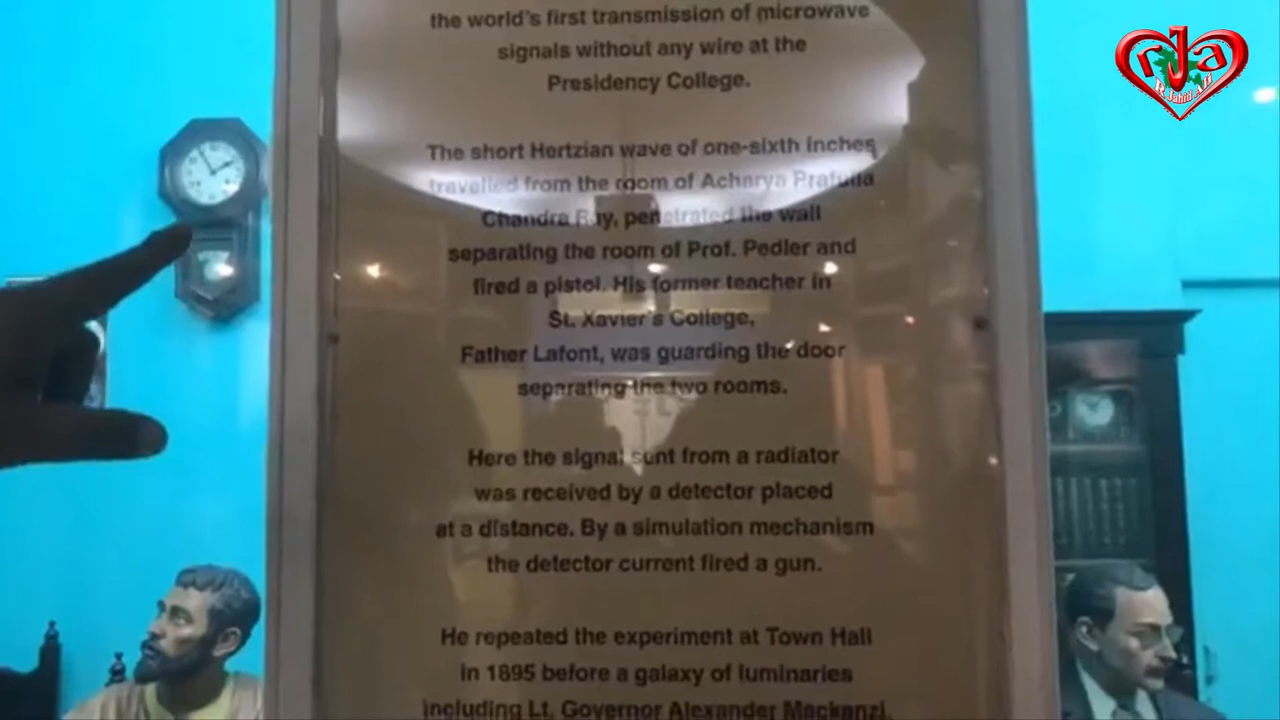 the world's first transmission of microwave
signals without any wire at the
Presidency College.
The short Hertzian wave of one-sixth inches
travelled from the room of Acharya Prafulla
Chandra Ray, penetrated the wall
separating the room of Prof. Pedler and
fired a pistol. His former teacher in
St. Xavier's College,
Father Lafont, was guarding the door
separating the two rooms.
Here the signal sent from a radiator
was received by a detector placed
at a distance. By a simulation mechanism
the detector current fired a gun.
He repeated the experiment at Town Hall
in 1895 before a galaxy of luminaries
including Lt. Governor Alexander Mackanzi,
rJa
R Jahid Ali